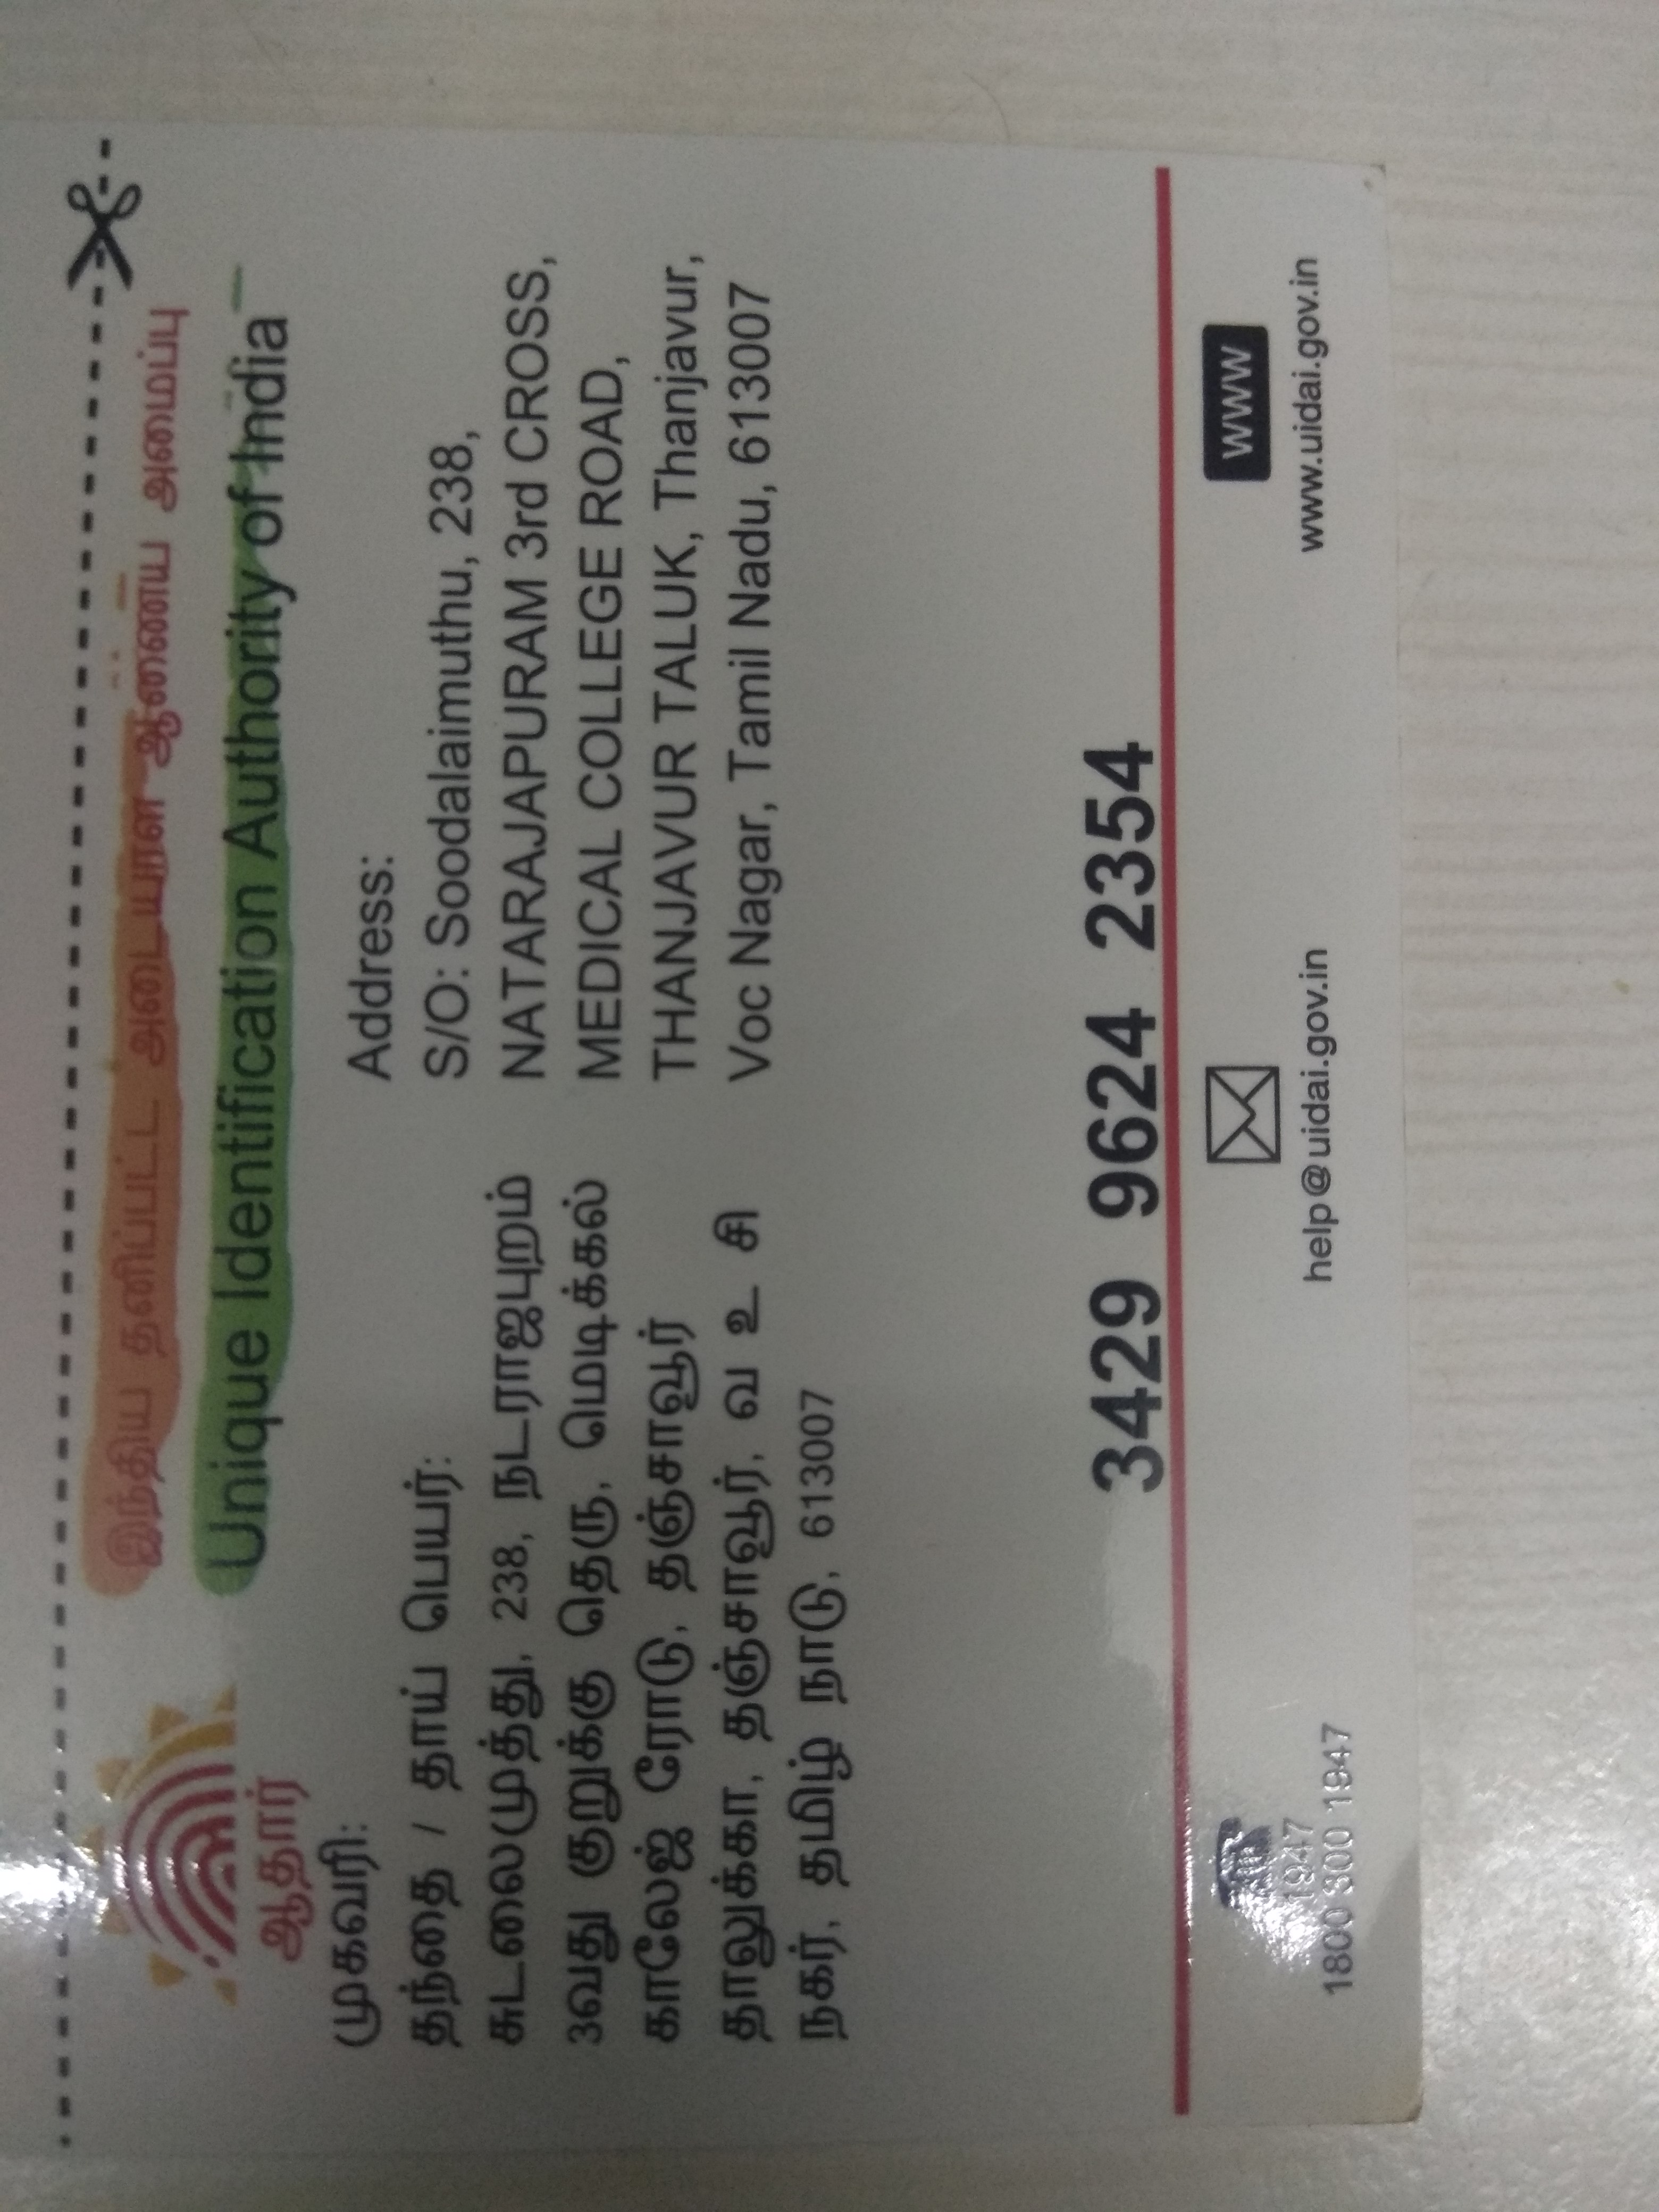 இந்திய தனிப்பட்ட அடையாள ஆணைய அமைப்பு
Unique Identification Authority of India
ஆதார்
முகவரி:
தந்தை / தாய் பெயர்:
சுடலைமுத்து, 238, நடராஜபுறம்
3வது குறுக்கு தெரு, மெடிக்கல்
காலேஜ் ரோடு, தஞ்சாவூர்
தாலுக்கா, தஞ்சாவூர், வ உ சி
நகர், தமிழ் நாடு, 613007
Address:
S/O: Soodalaimuthu, 238,
NATARAJAPURAM 3rd CROSS,
MEDICAL COLLEGE ROAD,
THANJAVUR TALUK, Thanjavur,
Voc Nagar, Tamil Nadu, 613007
3429 9624 2354
1947
1800 300 1947
help@uidai.gov.in
WWW
www.uidai.gov.in